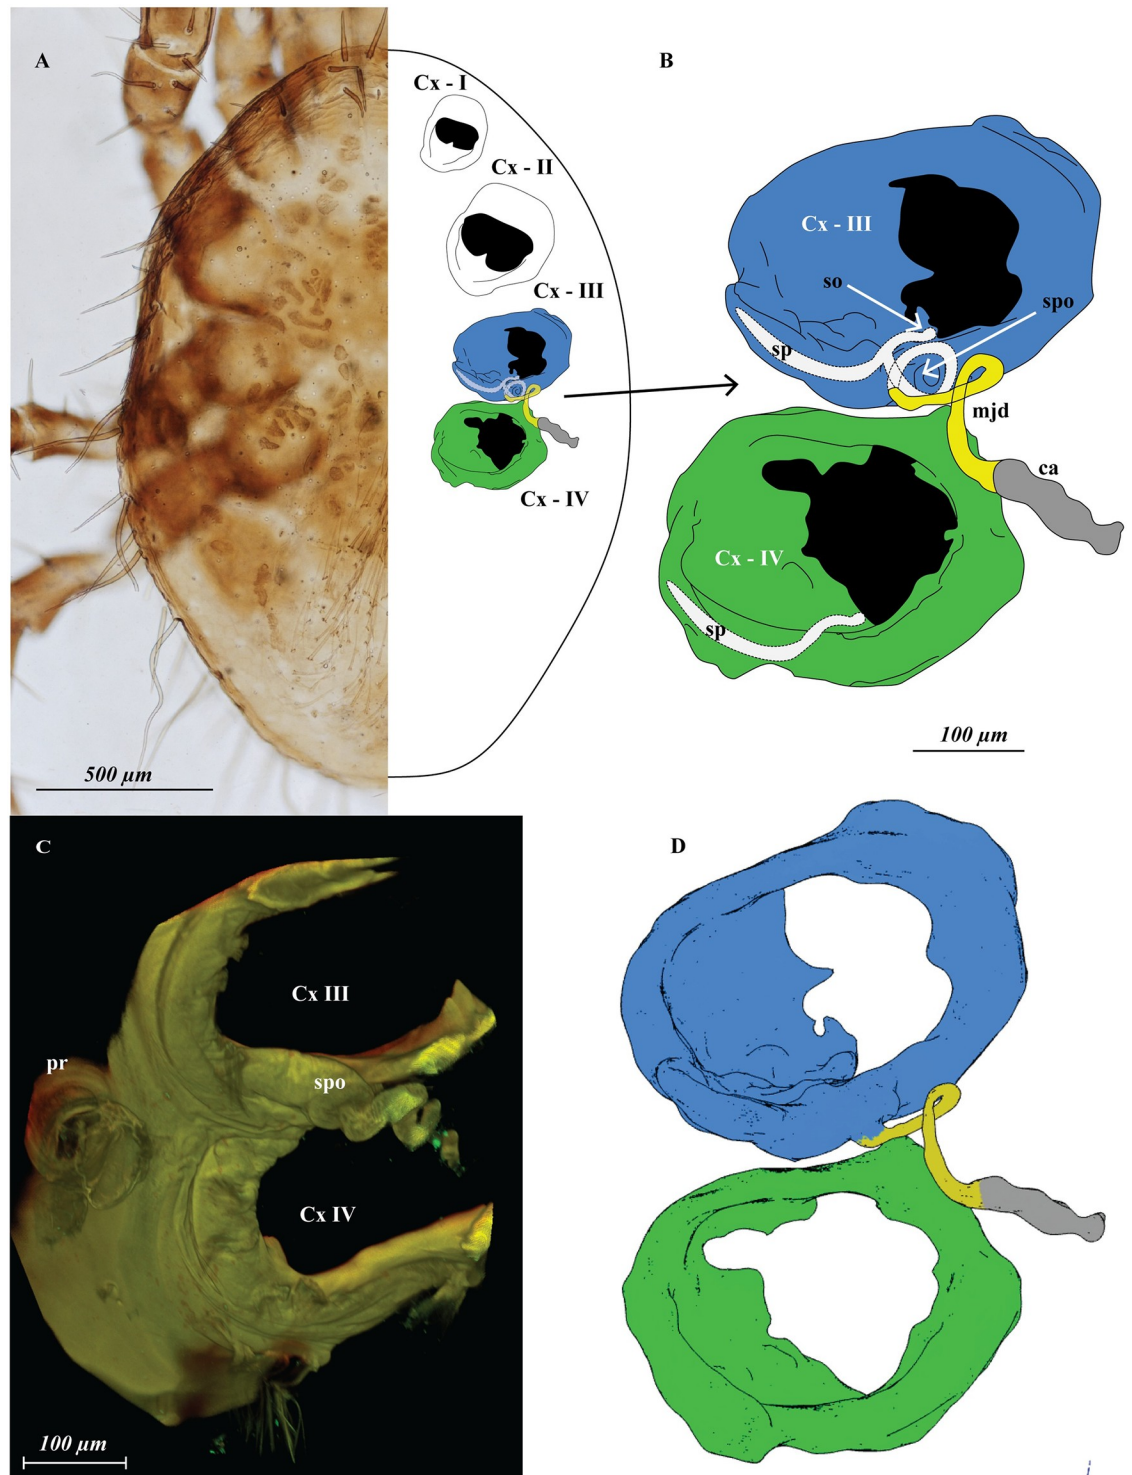 A
Cx - I
Cx - II
Cx - III
Cx - IV
500 µm
B
Cx - III
so
spo
sp
mjd
ca
Cx - IV
sp
100 µm
C
Cx III
pr
spo
Cx IV
100 µm
D